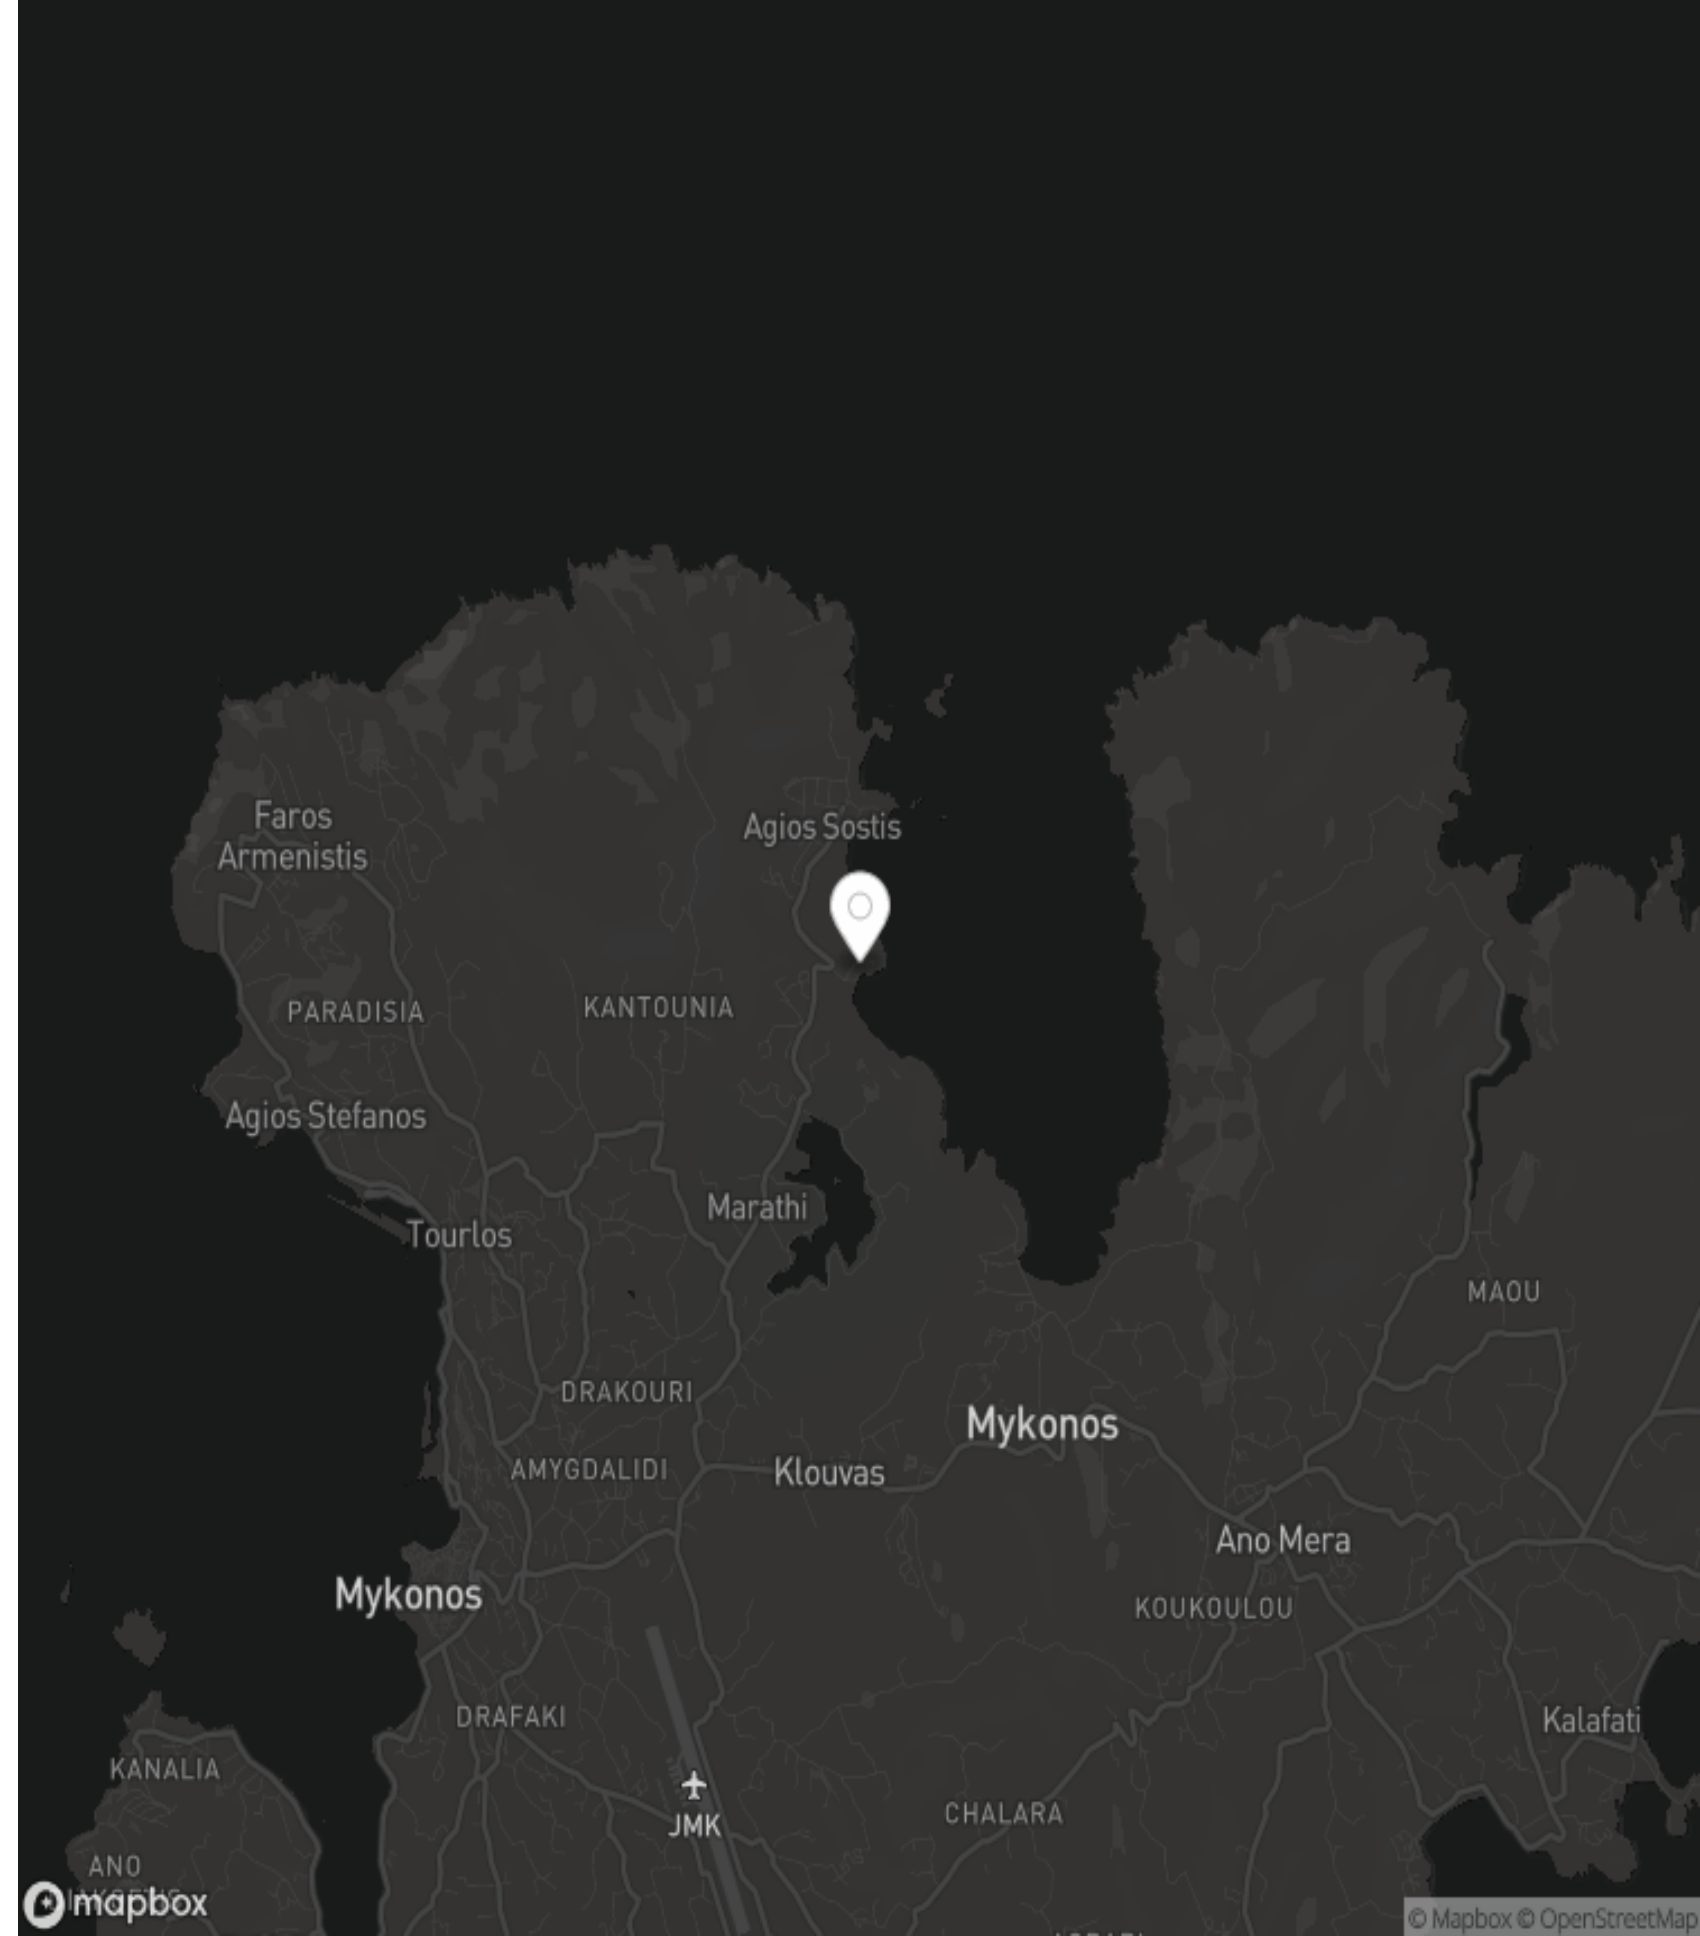 Faros
Armenistis
Agios Sostis
PARADISIA
KANTOUNIA
Agios Stefanos
Marathi
Tourlos
MAOU
DRAKOURI
Mykonos
AMYGDALIDI
Klouvas
Ano Mera
Mykonos
KOUKOULOU
DRAFAKI
Kalafati
KANALIA
JMK
CHALARA
ANO
mapbox
© Mapbox © OpenStreetMap